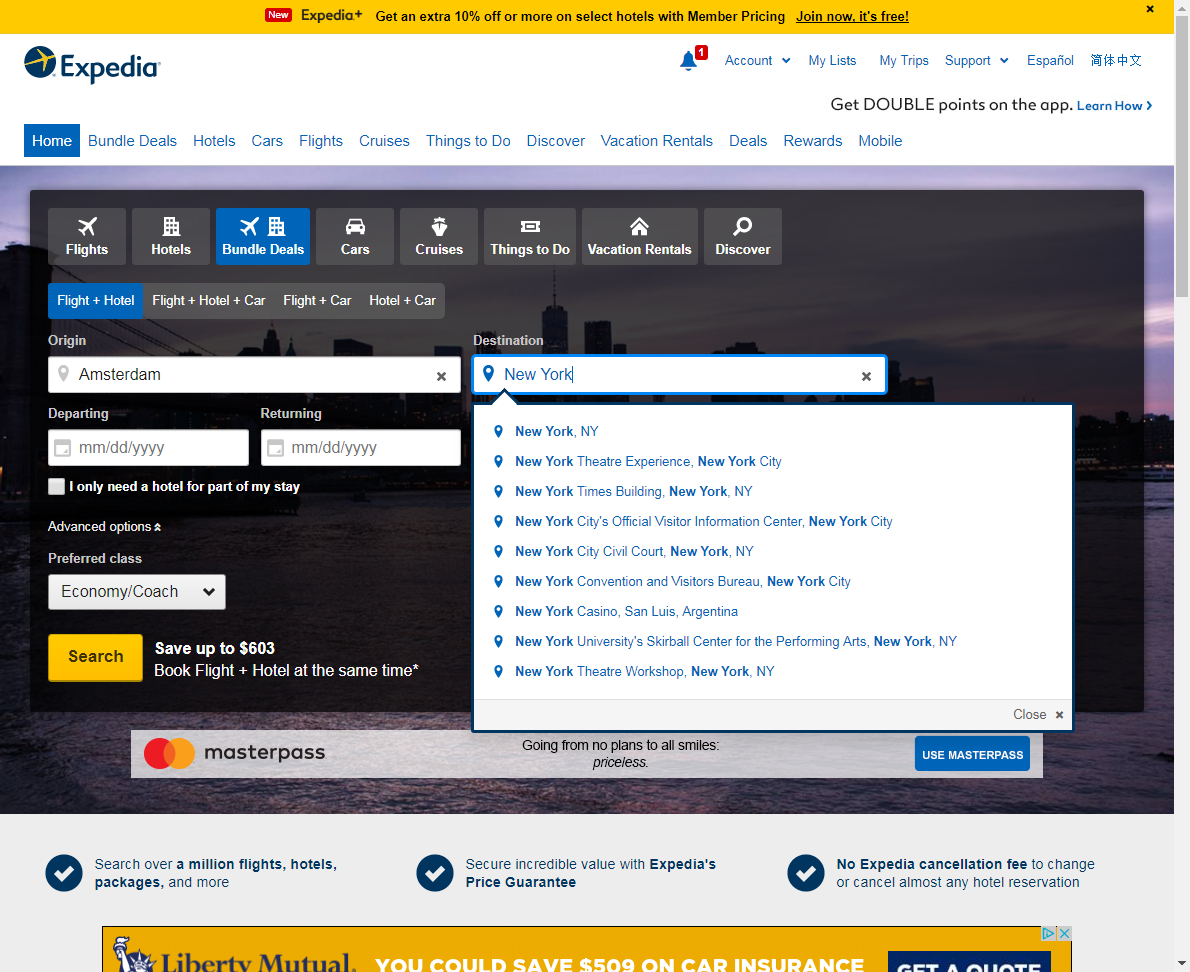 New Expedia+ Get an extra 10% off or more on select hotels with Member Pricing Join now, it's free!
Expedia
1 Account My Lists My Trips Support Español 简体中文
Get DOUBLE points on the app. Learn How
Home Bundle Deals Hotels Cars Flights Cruises Things to Do Discover Vacation Rentals Deals Rewards Mobile
Flights Hotels Bundle Deals Cars Cruises Things to Do Vacation Rentals Discover
Flight + Hotel Flight + Hotel + Car Flight + Car Hotel + Car
Origin Destination
Amsterdam New York
Departing Returning
mm/dd/yyyy mm/dd/yyyy
I only need a hotel for part of my stay
Advanced options
Preferred class
Economy/Coach
Search
Save up to $603
Book Flight + Hotel at the same time*
New York, NY
New York Theatre Experience, New York City
New York Times Building, New York, NY
New York City's Official Visitor Information Center, New York City
New York City Civil Court, New York, NY
New York Convention and Visitors Bureau, New York City
New York Casino, San Luis, Argentina
New York University's Skirball Center for the Performing Arts, New York, NY
New York Theatre Workshop, New York, NY
Close
masterpass
Going from no plans to all smiles:
priceless.
USE MASTERPASS
Search over a million flights, hotels,
packages, and more
Secure incredible value with Expedia's
Price Guarantee
No Expedia cancellation fee to change
or cancel almost any hotel reservation
Liberty Mutual. YOU COULD SAVE $509 ON CAR INSURANCE GET A QUOTE